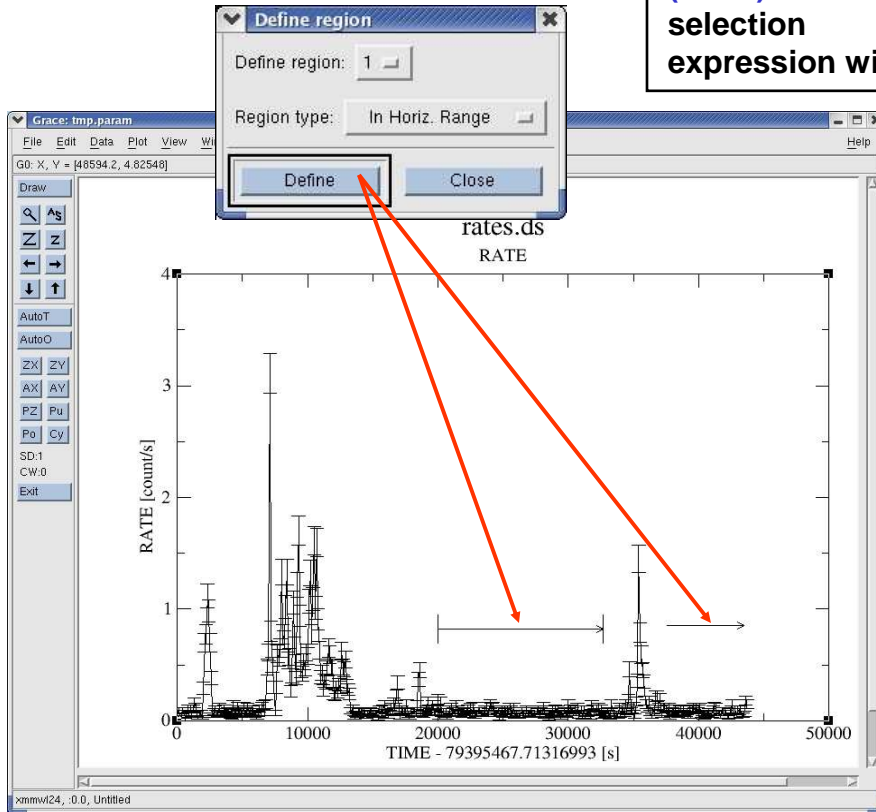 Define region
Define region: 1
Region type: In Horiz. Range
Define Close
selection
expression wi
Grace: tmp.param
File Edit Data Plot View Wi Help
G0: X, Y = [48594.2, 4.82548]
Draw
AS
Z z
AutoT
AutoO
ZX ZY
AX AY
PZ Pu
Po Cy
SD:1
CW:0
Exit
rates.ds
RATE
4
3
2
1
0
RATE [count/s]
0 10000 20000 30000 40000 50000
TIME - 79395467.71316993 [s]
xmmwl24, :0.0, Untitled